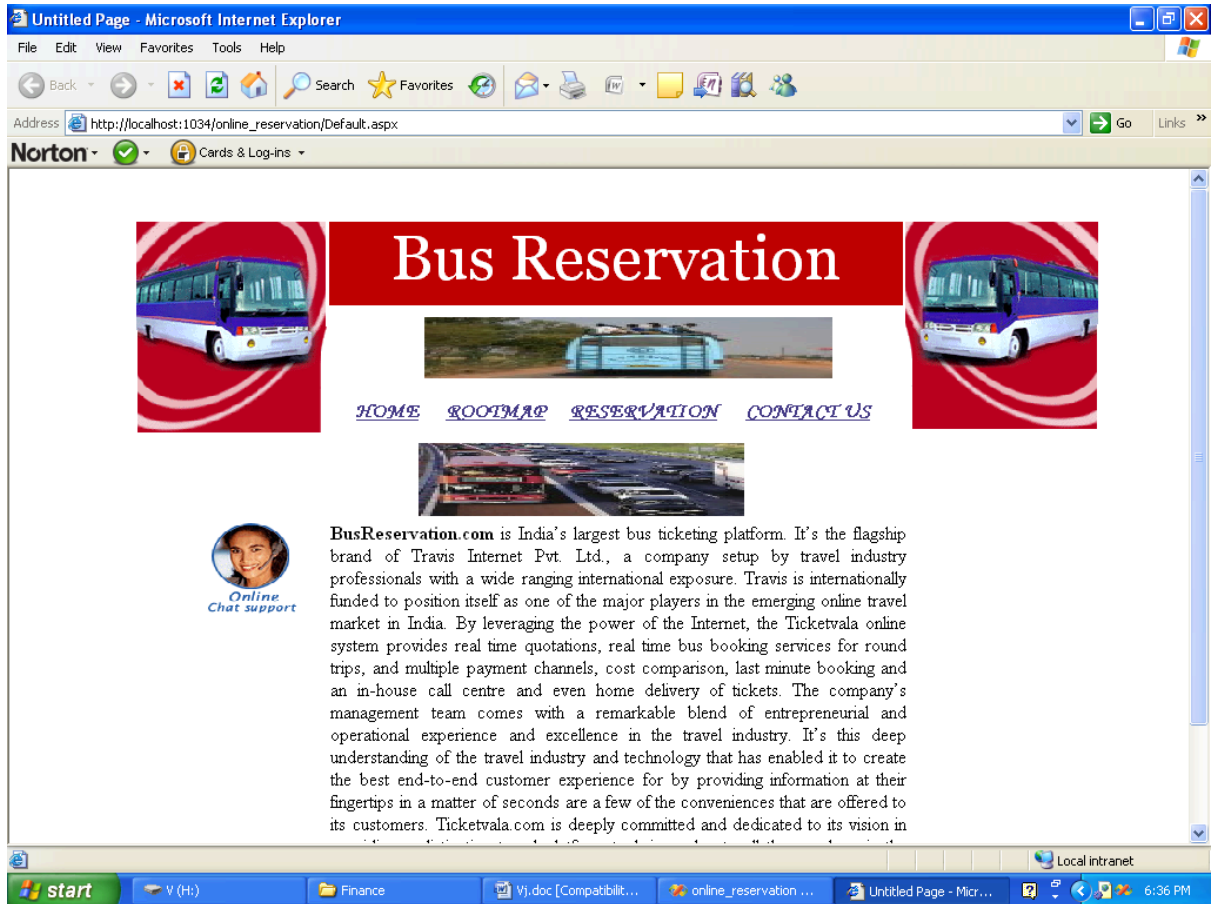 Untitled Page - Microsoft Internet Explorer
File Edit View Favorites Tools Help
Back Search Favorites
Address http://localhost:1034/online_reservation/Default.aspx Go Links »
Norton Cards & Log-ins
Bus Reservation
HOME ROOTMAP RESERVATION CONTACT US
BusReservation.com is India's largest bus ticketing platform. It's the flagship
brand of Travis Internet Pvt. Ltd., a company setup by travel industry
professionals with a wide ranging international exposure. Travis is internationally
Online
Chat support
funded to position itself as one of the major players in the emerging online travel
market in India. By leveraging the power of the Internet, the Ticketvala online
system provides real time quotations, real time bus booking services for round
trips, and multiple payment channels, cost comparison, last minute booking and
an in-house call centre and even home delivery of tickets. The company's
management team comes with a remarkable blend of entrepreneurial and
operational experience and excellence in the travel industry. It's this deep
understanding of the travel industry and technology that has enabled it to create
the best end-to-end customer experience for by providing information at their
fingertips in a matter of seconds are a few of the conveniences that are offered to
its customers. Ticketvala.com is deeply committed and dedicated to its vision in
Local intranet
start V (H:) Finance Vj.doc [Compatibilit... online_reservation ... Untitled Page - Micr... 6:36 PM